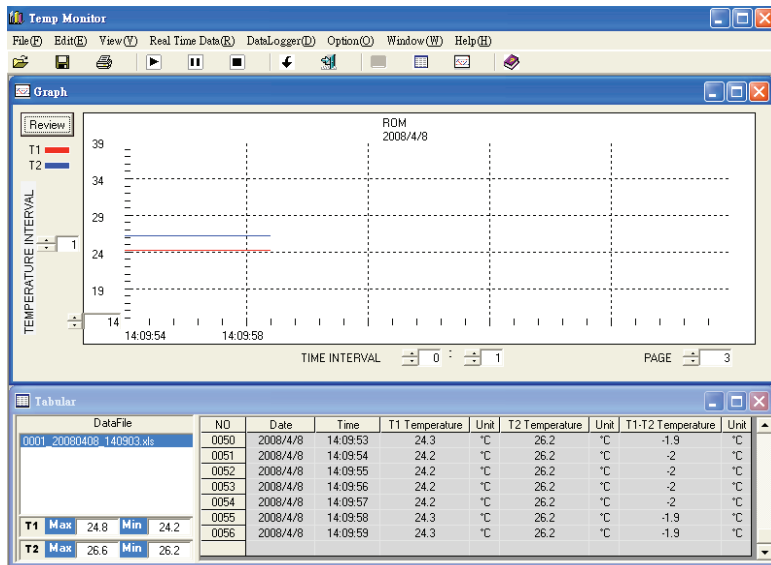 Temp Monitor
File(F) Edit(E) View(V) Real Time Data(R) DataLogger(D) Option(O) Window(W) Help(H)
Graph
Review
ROM
2008/4/8
T1
T2
TEMPERATURE INTERVAL
1
14
39
34
29
24
19
14:09:54 14:09:58
TIME INTERVAL 0 : 1 PAGE 3
Tabular
DataFile
0001_20080408_140903.xls
T1 Max 24.8 Min 24.2
T2 Max 26.6 Min 26.2
NO Date Time T1 Temperature Unit T2 Temperature Unit T1-T2 Temperature Unit
0050 2008/4/8 14:09:53 24.3 °C 26.2 °C -1.9 °C
0051 2008/4/8 14:09:54 24.2 °C 26.2 °C -2 °C
0052 2008/4/8 14:09:55 24.2 °C 26.2 °C -2 °C
0053 2008/4/8 14:09:56 24.2 °C 26.2 °C -2 °C
0054 2008/4/8 14:09:57 24.2 °C 26.2 °C -2 °C
0055 2008/4/8 14:09:58 24.3 °C 26.2 °C -1.9 °C
0056 2008/4/8 14:09:59 24.3 °C 26.2 °C -1.9 °C